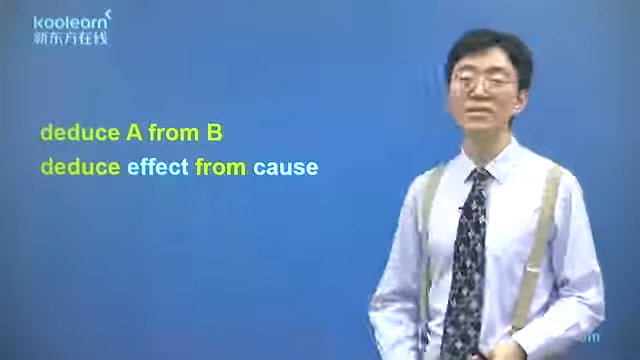 koolearn
新东方在线
deduce A from B
deduce effect from cause